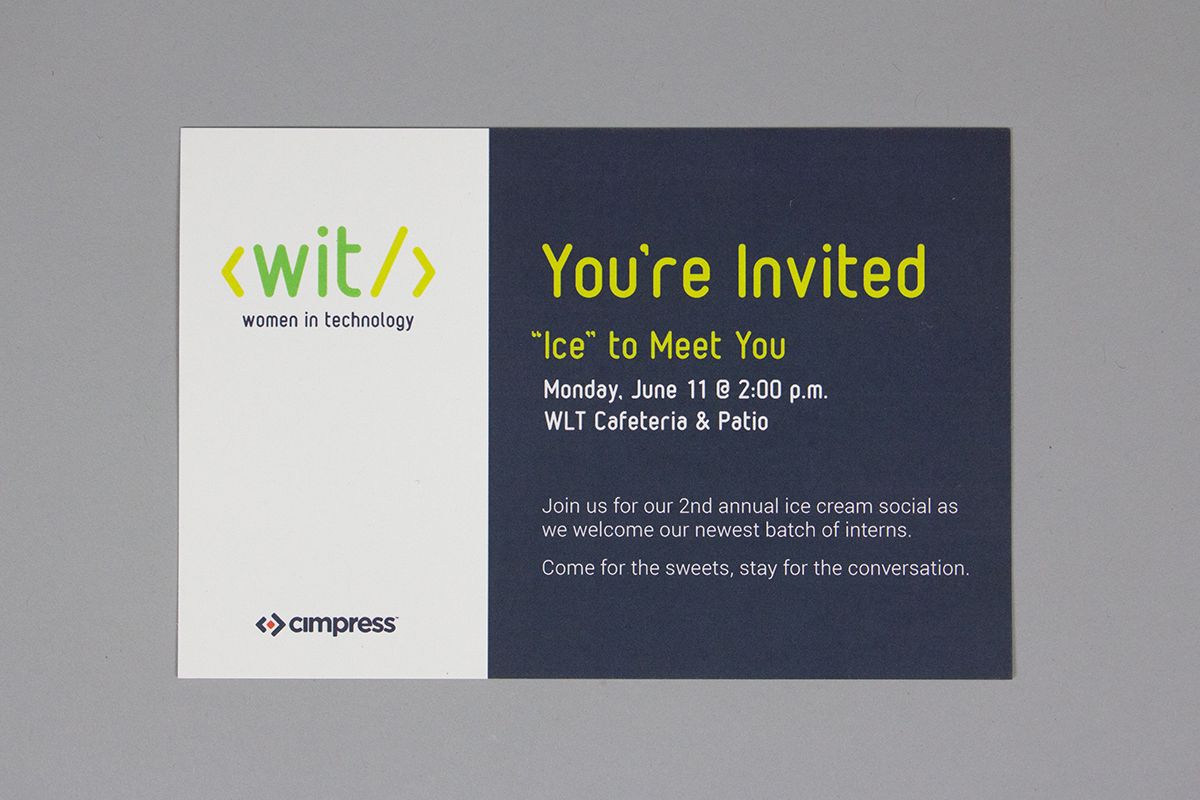 <wit/>
women in technology
cimpress™
You're Invited
“Ice” to Meet You
Monday, June 11 @ 2:00 p.m.
WLT Cafeteria & Patio
Join us for our 2nd annual ice cream social as
we welcome our newest batch of interns.
Come for the sweets, stay for the conversation.